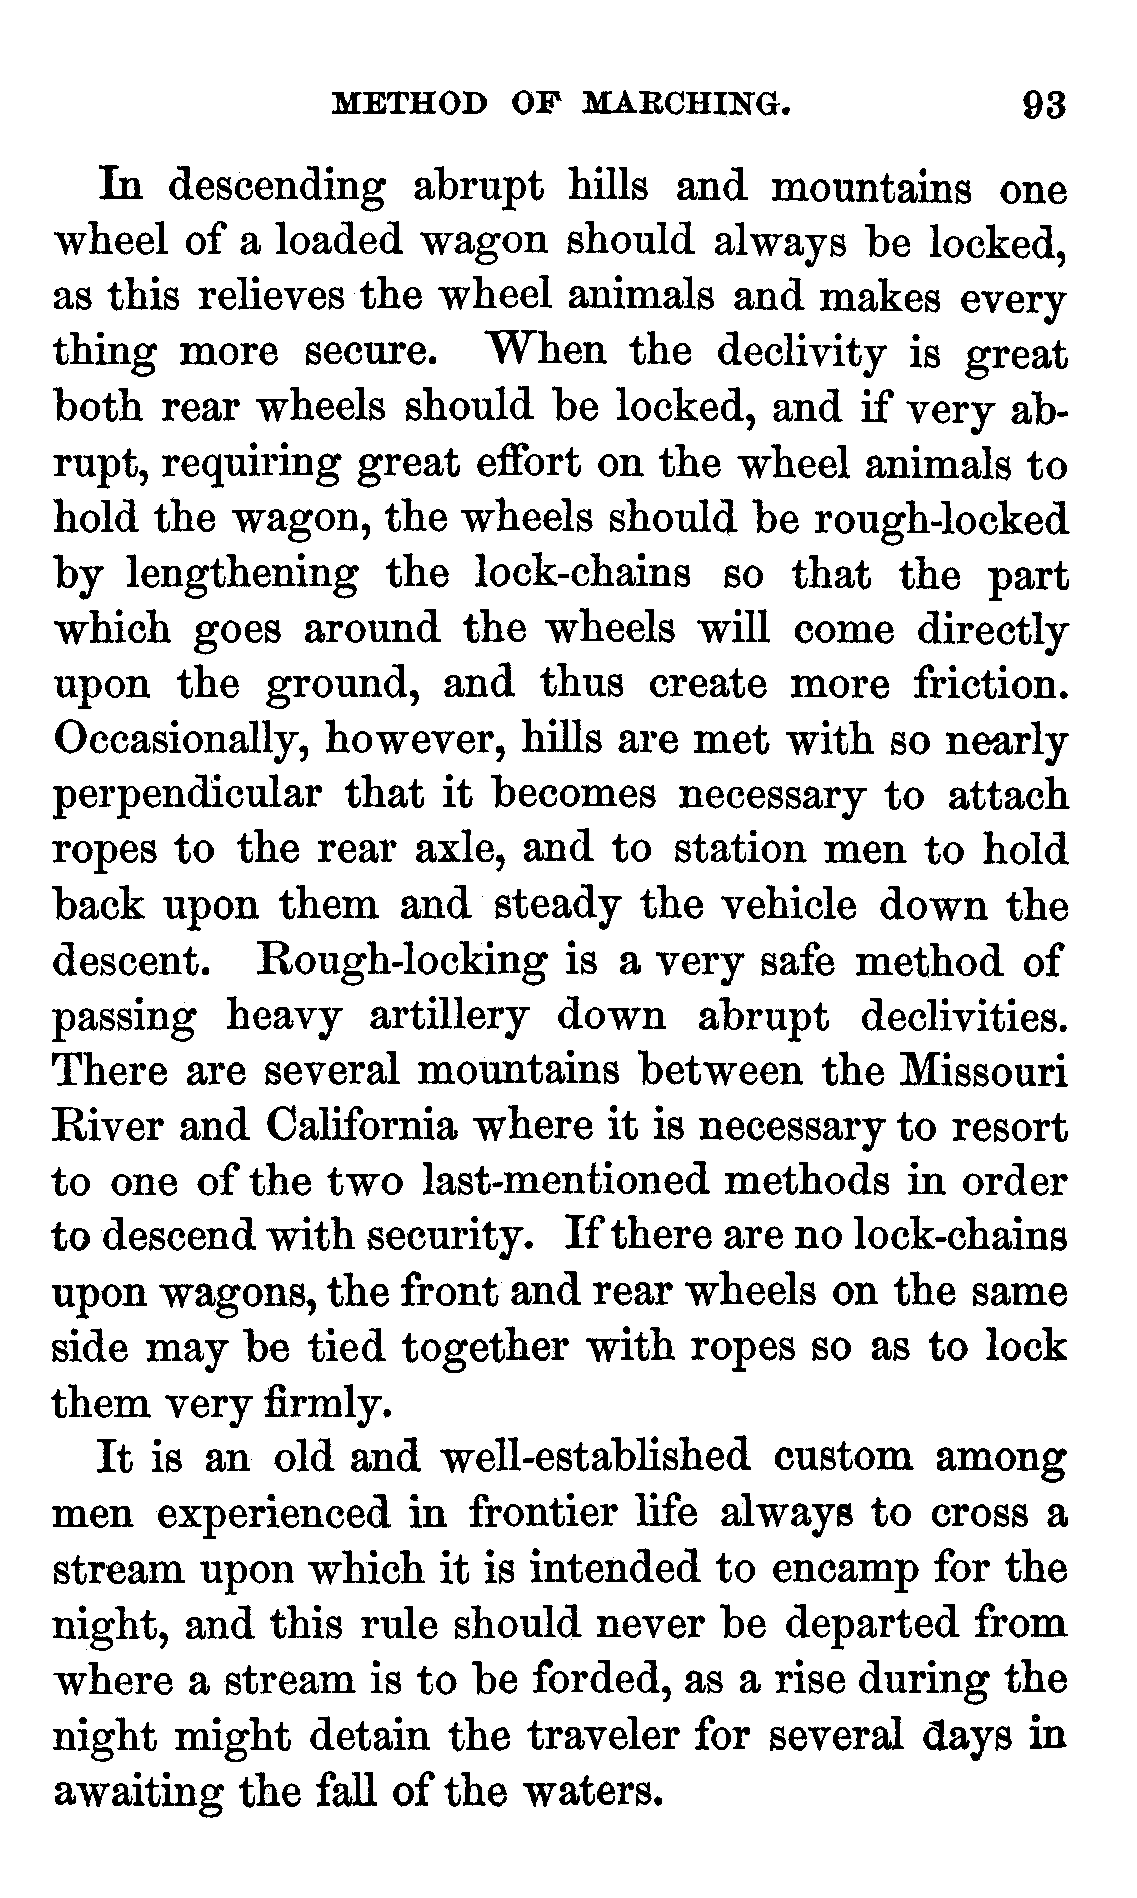 METHOD OF MARCHING. 93
In descending abrupt hills and mountains one
wheel of a loaded wagon should always be locked,
as this relieves the wheel animals and makes every
thing more secure. When the declivity is great
both rear wheels should be locked, and if very ab-
rupt, requiring great effort on the wheel animals to
hold the wagon, the wheels should be rough-locked
by lengthening the lock-chains so that the part
which goes around the wheels will come directly
upon the ground, and thus create more friction.
Occasionally, however, hills are met with so nearly
perpendicular that it becomes necessary to attach
ropes to the rear axle, and to station men to hold
back upon them and steady the vehicle down the
descent. Rough-locking is a very safe method of
passing heavy artillery down abrupt declivities.
There are several mountains between the Missouri
River and California where it is necessary to resort
to one of the two last-mentioned methods in order
to descend with security. If there are no lock-chains
upon wagons, the front and rear wheels on the same
side may be tied together with ropes so as to lock
them very firmly.
It is an old and well-established custom among
men experienced in frontier life always to cross a
stream upon which it is intended to encamp for the
night, and this rule should never be departed from
where a stream is to be forded, as a rise during the
night might detain the traveler for several days in
awaiting the fall of the waters.